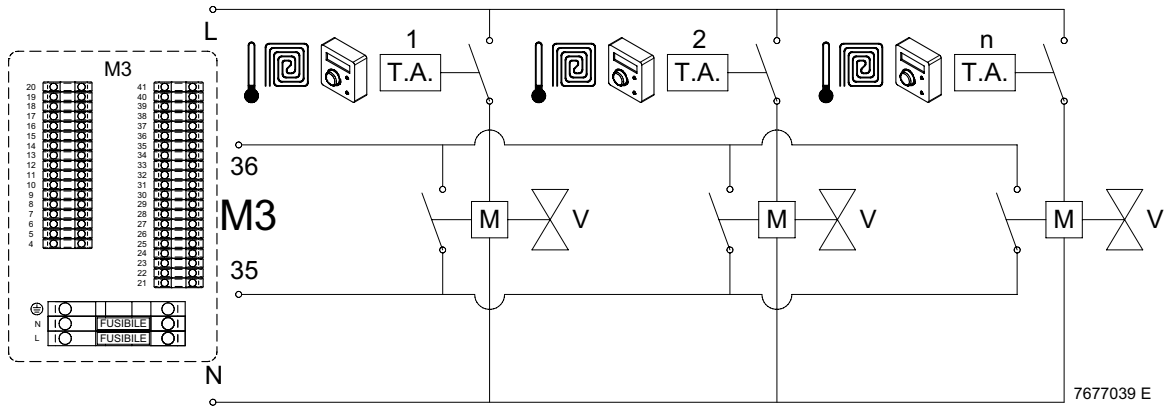 L
M3
20 41
19 40
18 39
17 38
16 37
15 36
14 35
13 34
12 33
11 32
10 31
9 30
8 29
7 28
6 27
5 26
4 25
24
23
22
21
N FUSIBILE
L FUSIBILE
N
1
T.A.
2
T.A.
n
T.A.
36
M3
35
M V
M V
M V
7677039 E